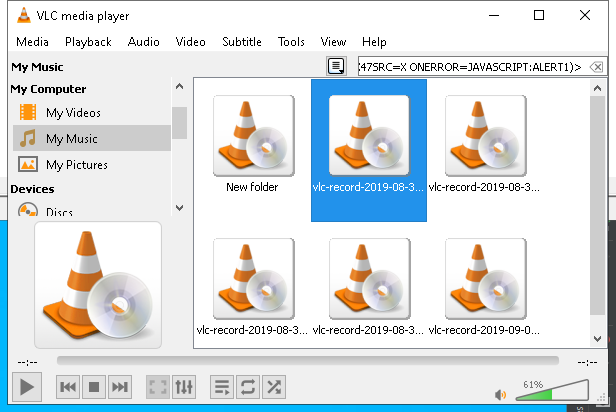 VLC media player
Media Playback Audio Video Subtitle Tools View Help
My Music
47SRC=X ONERROR=JAVASCRIPT:ALERT1)>
My Computer
My Videos
My Music
My Pictures
Devices
Discs
New folder
vlc-record-2019-08-3...
vlc-record-2019-08-3...
vlc-record-2019-08-3...
vlc-record-2019-08-3...
vlc-record-2019-09-0...
--:--
--:--
61%